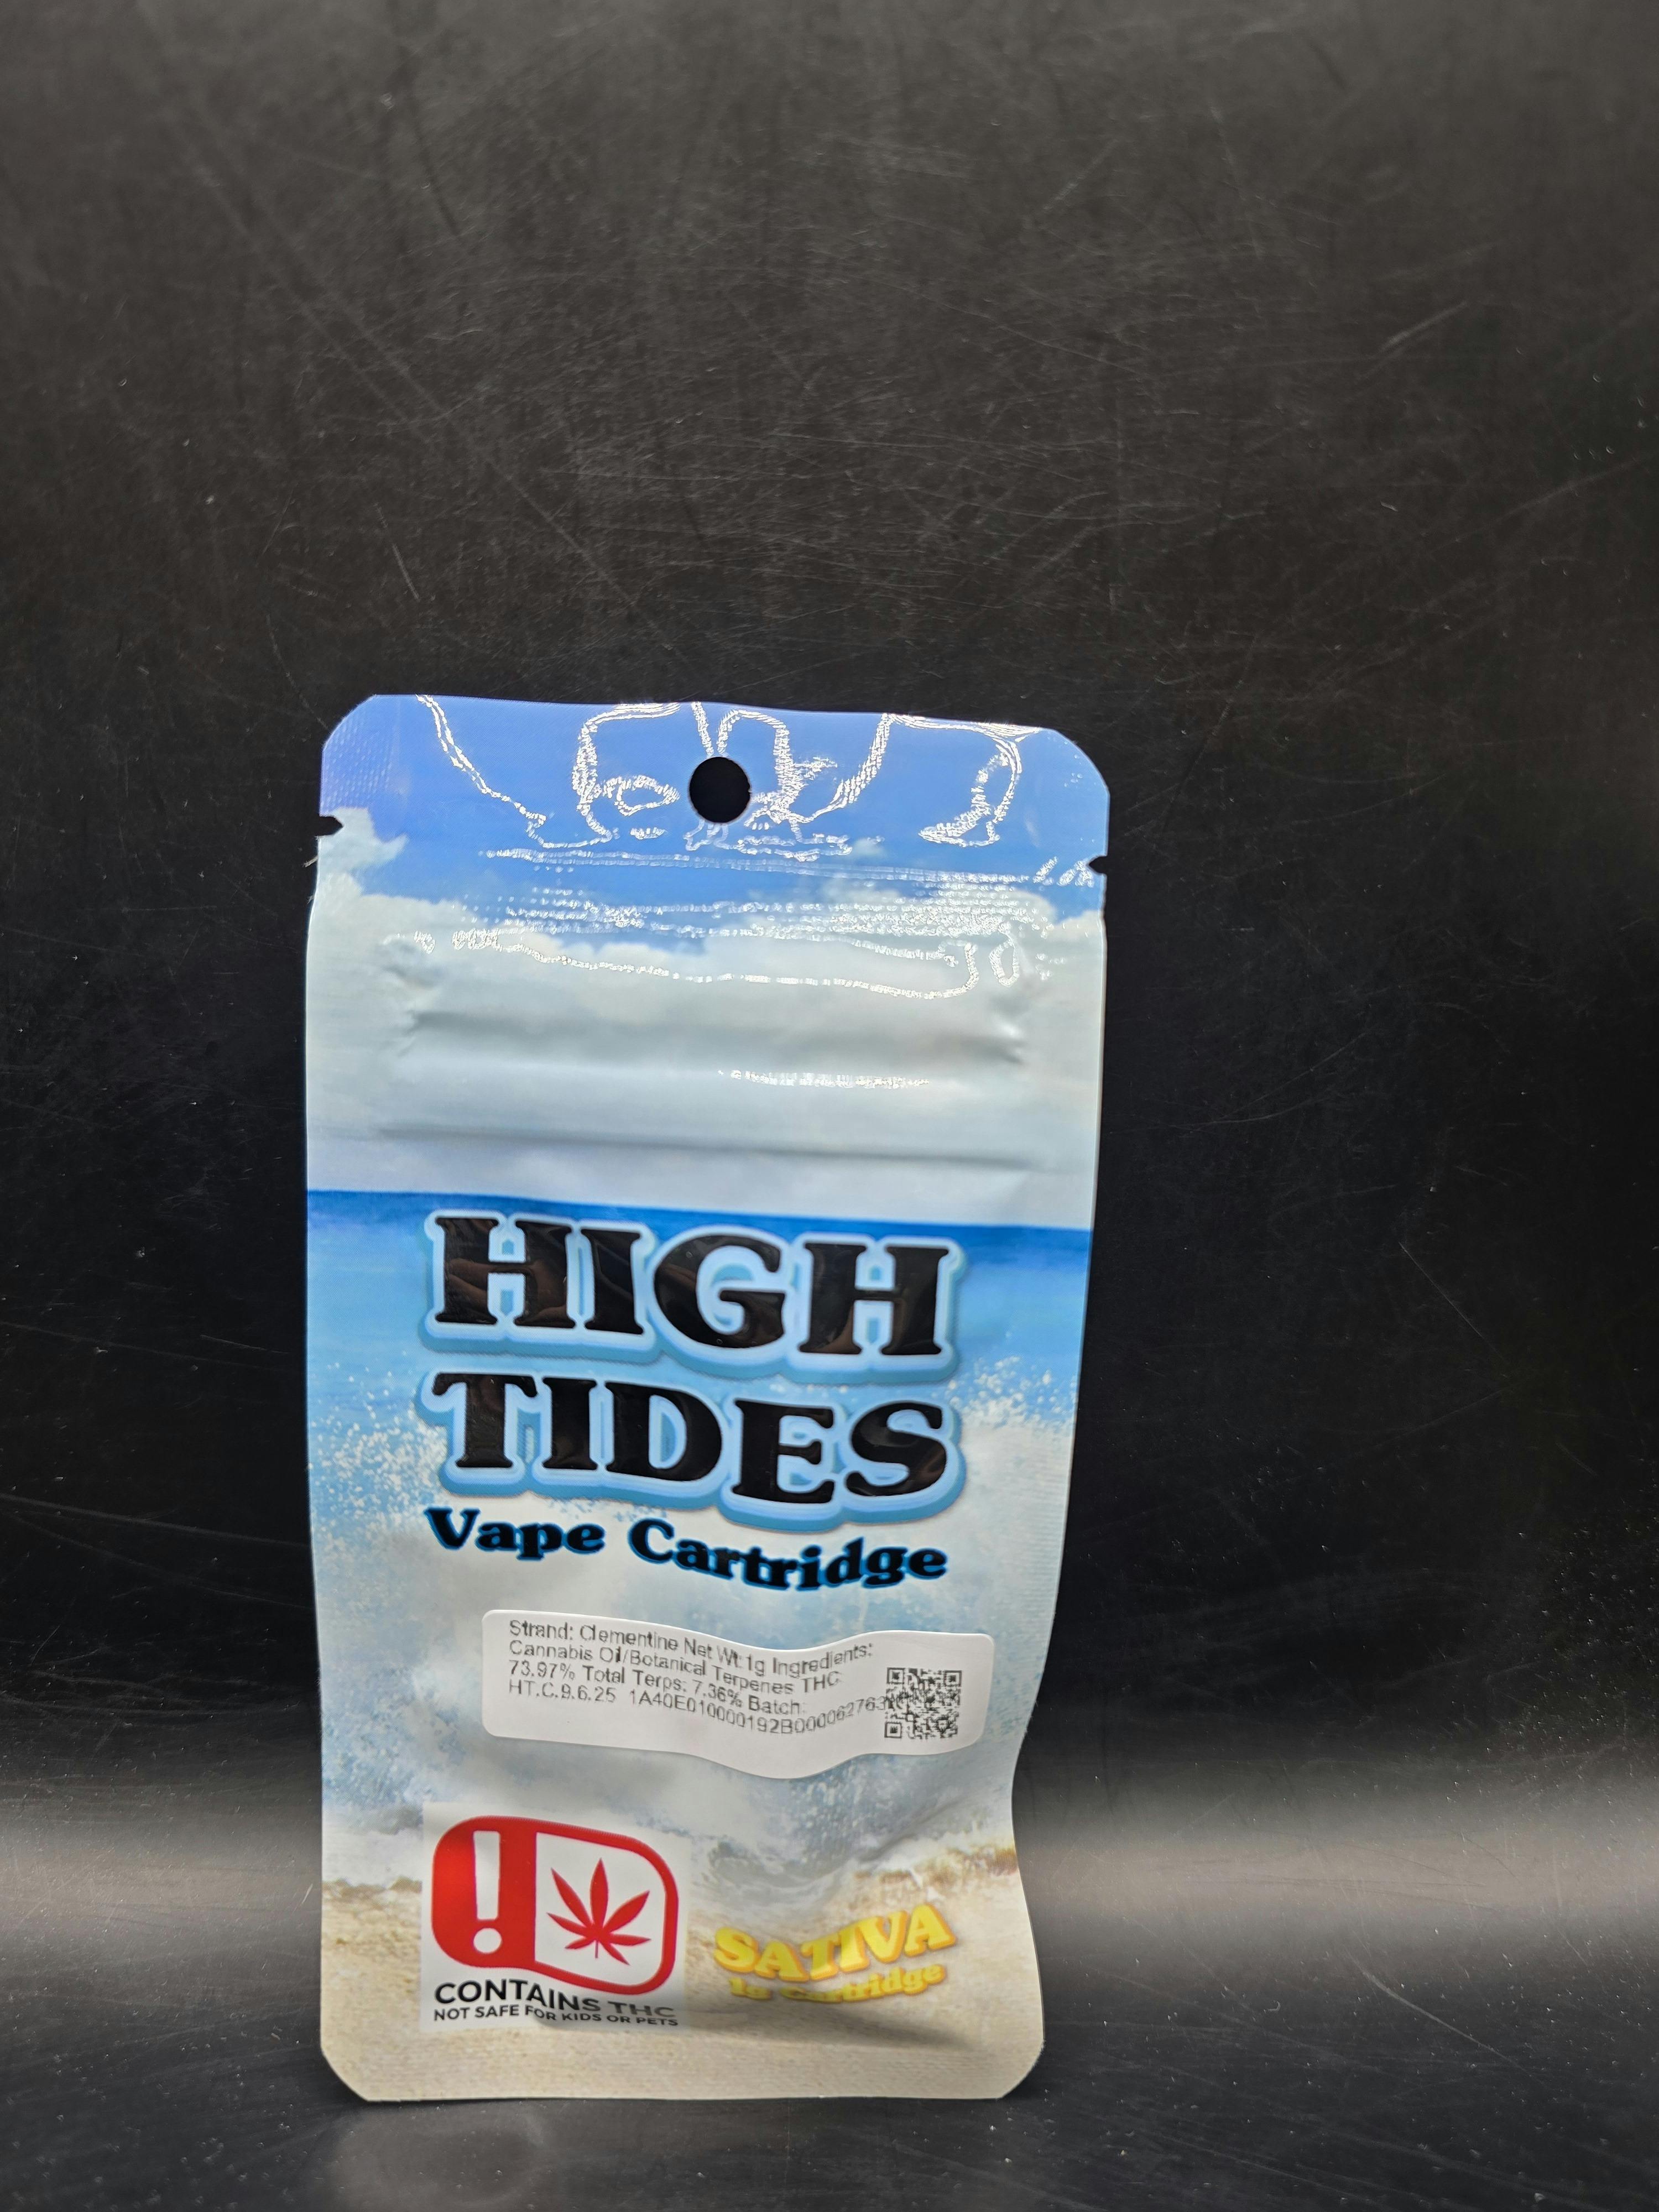 HIGH
TIDES
Vape Cartridge
Strand: Clementine Net Wt:1g Ingredients:
Cannabis Oil/Botanical Terpenes THC:
73.97% Total Terps: 7.36% Batch:
HT.C.9.6.25 1A40E010000192B000062763
!
CONTAINS THC
NOT SAFE FOR KIDS OR PETS
SATIVA
1g Cartridge